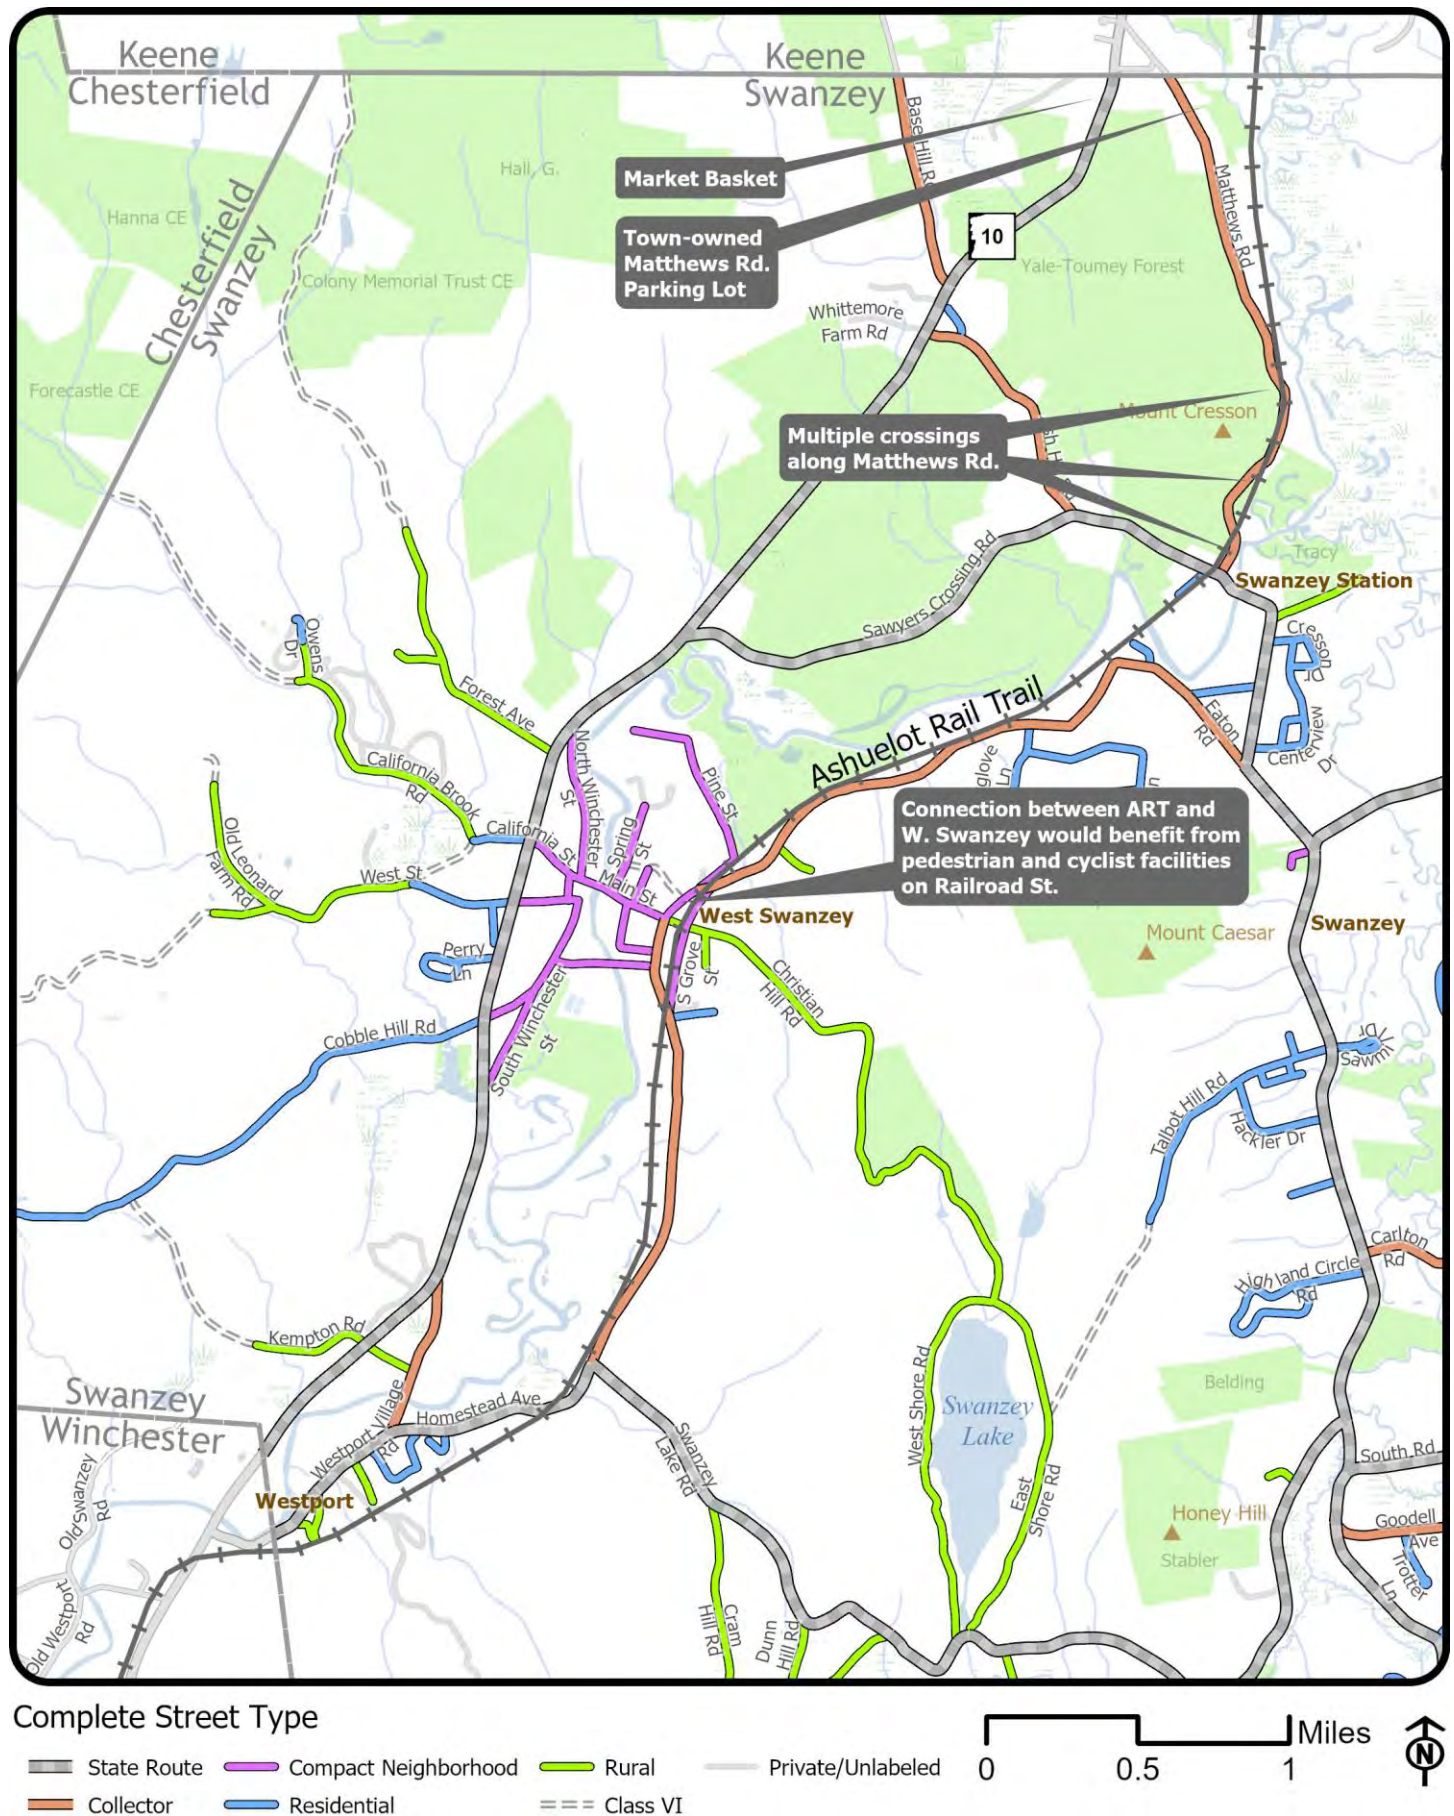 Keene
Chesterfield
Keene
Swanzey
Base Hill Rd
Market Basket
Hall, G.
Matthews Rd
Chesterfield
Swanzey
Hanna CE
Town-owned
Matthews Rd.
Parking Lot
10
Yale-Toumey Forest
Colony Memorial Trust CE
Whittemore
Farm Rd
Forecastle CE
Mount Cresson
Multiple crossings
along Matthews Rd.
Sawyers Crossing Rd
Tracy
Swanzey Station
Owens
Dr
Cresson
Dr
Forest Ave
Ashuelot Rail Trail
Eaton
Rd
Centerview
Dr
North Winchester
St
Pine St
California Brook
Rd
glove
Ln
Connection between ART and
W. Swanzey would benefit from
pedestrian and cyclist facilities
on Railroad St.
California St
Spring
St
Old Leonard
Farm Rd
West St
Main St
West Swanzey
Swanzey
Mount Caesar
Perry
Ln
S Grove
St
Christian
Hill Rd
South Winchester
St
Cobble Hill Rd
Sawmill
Dr
Talbot Hill Rd
Hackler Dr
Carlton
Rd
Highland Circle
Rd
Kempton Rd
West Shore Rd
Swanzey
Lake
Belding
Swanzey
Winchester
Westport Village
Rd
Homestead Ave
Swanzey
Lake Rd
South Rd
East
Shore Rd
Old Swanzey
Rd
Westport
Honey Hill
Stabler
Goodell
Ave
Trotter
Ln
Old Westport
Rd
Cram
Hill Rd
Dunn
Hill Rd
Complete Street Type
State Route
Compact Neighborhood
Rural
Private/Unlabeled
Collector
Residential
Class VI
Miles
0 0.5 1
N